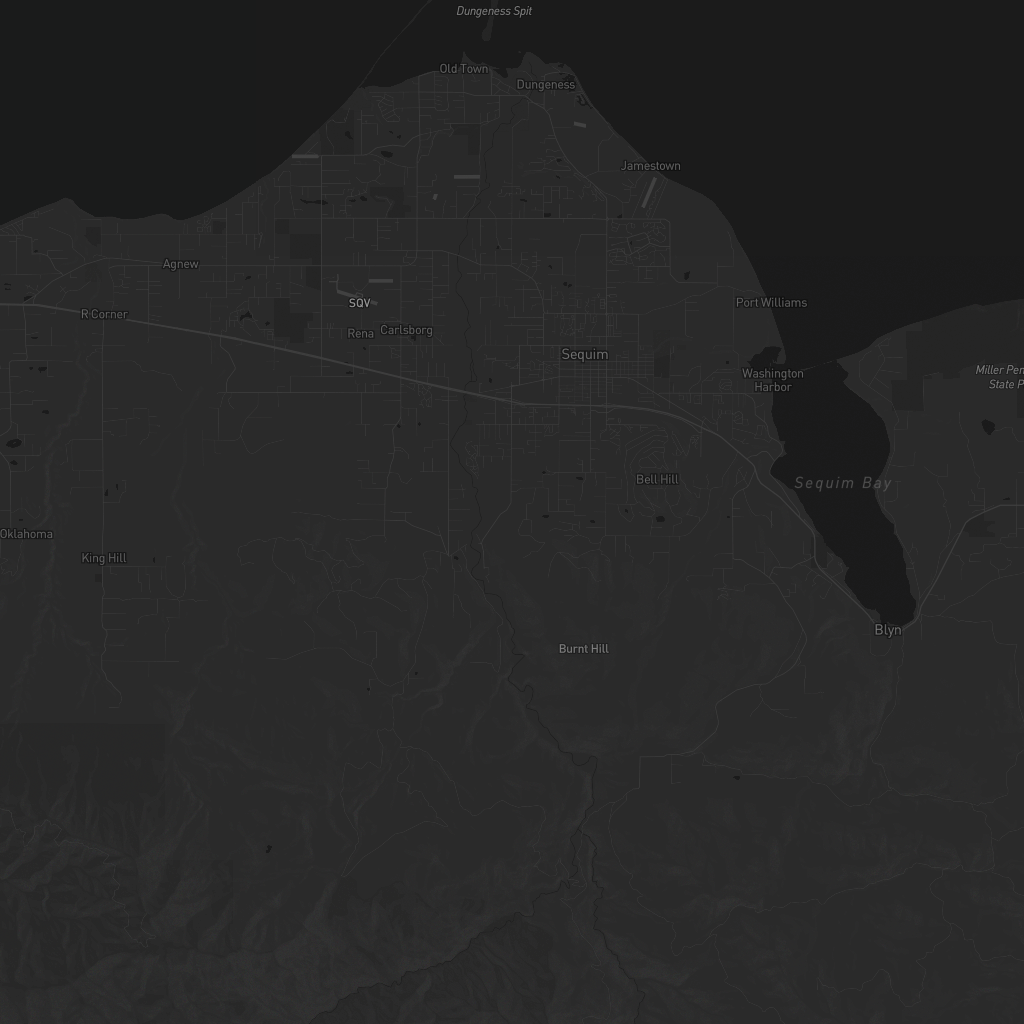 Dungeness Spit
Old Town
Dungeness
Jamestown
Agnew
SQV
Port Williams
R Corner
Rena
Carlsborg
Sequim
Washington
Harbor
Miller Pen
State P
Bell Hill
Sequim Bay
Oklahoma
King Hill
Blyn
Burnt Hill